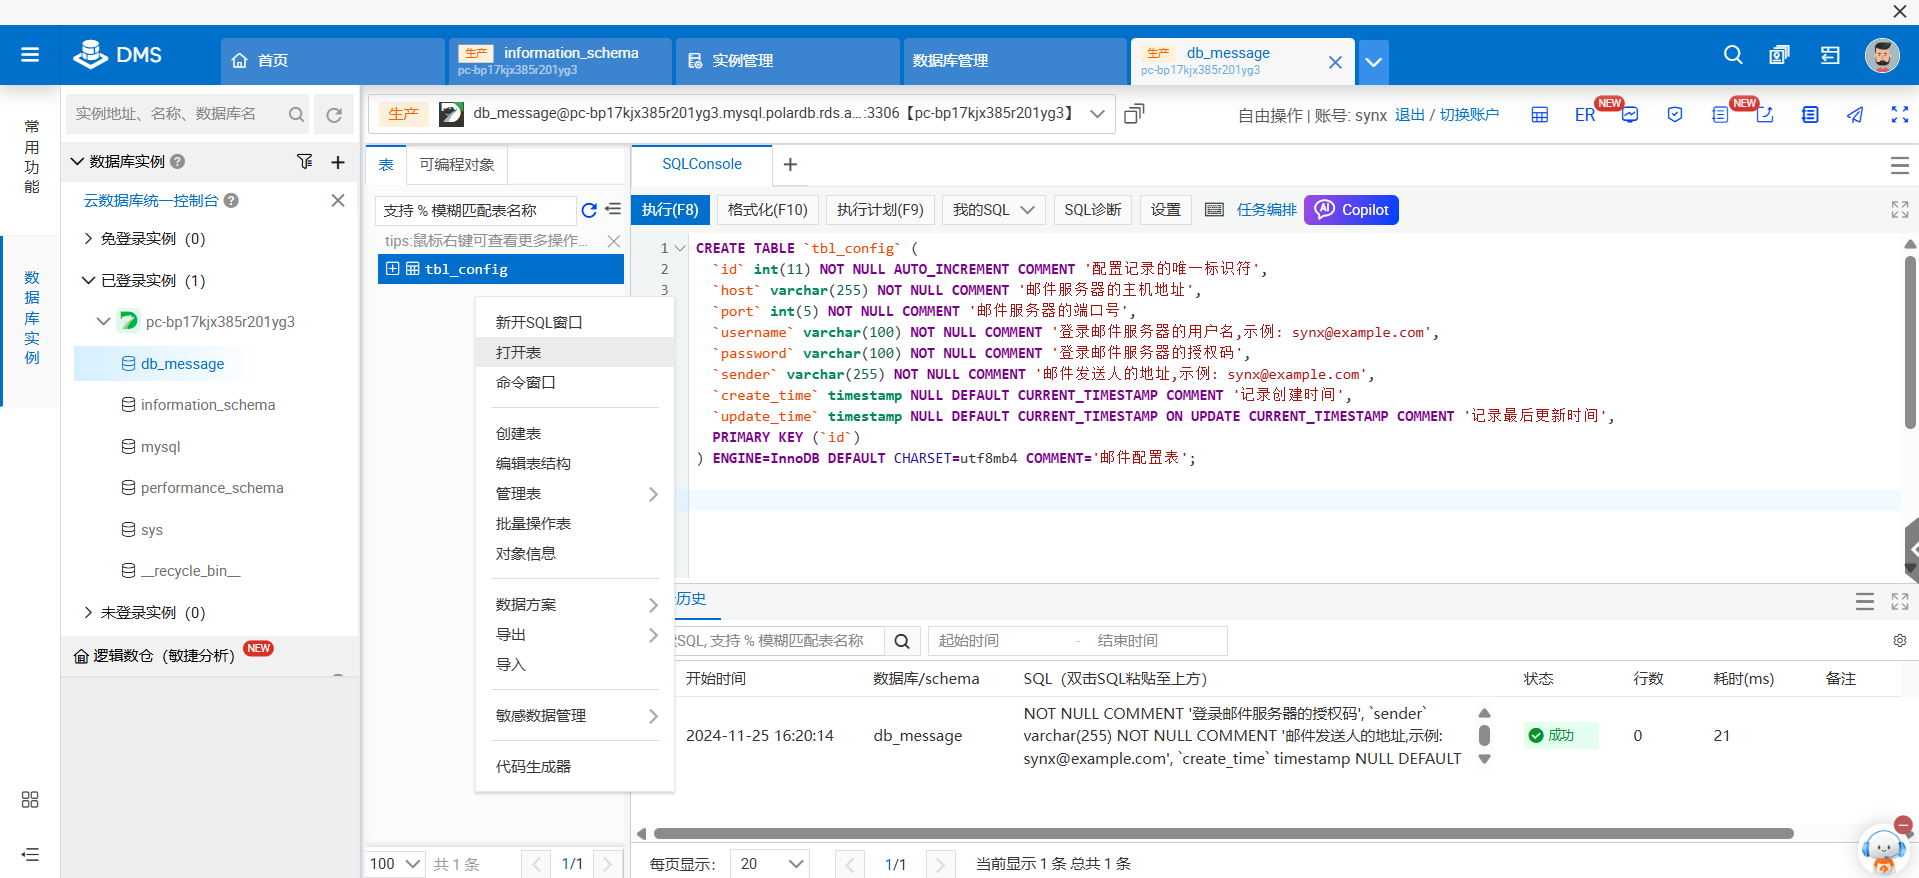 DMS
首页
生产 information_schema
pc-bp17kjx385r201yg3
实例管理
数据库管理
生产 db_message
pc-bp17kjx385r201yg3
常用功能
数据库实例
实例地址、名称、数据库名
数据库实例
云数据库统一控制台
免登录实例 (0)
已登录实例 (1)
pc-bp17kjx385r201yg3
db_message
information_schema
mysql
performance_schema
sys
__recycle_bin__
未登录实例 (0)
逻辑数仓 (敏捷分析) NEW
生产 db_message@pc-bp17kjx385r201yg3.mysql.polardb.rds.a...:3306【pc-bp17kjx385r201yg3】
自由操作 | 账号: synx 退出 / 切换账户
ER NEW NEW
表 可编程对象
支持 % 模糊匹配表名称
tips:鼠标右键可查看更多操作...
tbl_config
新开SQL窗口
打开表
命令窗口
创建表
编辑表结构
管理表
批量操作表
对象信息
数据方案
导出
导入
敏感数据管理
代码生成器
100 共 1 条 1/1
SQLConsole
执行(F8) 格式化(F10) 执行计划(F9) 我的SQL SQL诊断 设置 任务编排 AI Copilot
1 CREATE TABLE `tbl_config` (
2 `id` int(11) NOT NULL AUTO_INCREMENT COMMENT '配置记录的唯一标识符',
3 `host` varchar(255) NOT NULL COMMENT '邮件服务器的主机地址',
`port` int(5) NOT NULL COMMENT '邮件服务器的端口号',
`username` varchar(100) NOT NULL COMMENT '登录邮件服务器的用户名,示例: synx@example.com',
`password` varchar(100) NOT NULL COMMENT '登录邮件服务器的授权码',
`sender` varchar(255) NOT NULL COMMENT '邮件发送人的地址,示例: synx@example.com',
`create_time` timestamp NULL DEFAULT CURRENT_TIMESTAMP COMMENT '记录创建时间',
`update_time` timestamp NULL DEFAULT CURRENT_TIMESTAMP ON UPDATE CURRENT_TIMESTAMP COMMENT '记录最后更新时间',
PRIMARY KEY (`id`)
) ENGINE=InnoDB DEFAULT CHARSET=utf8mb4 COMMENT='邮件配置表';
历史
SQL, 支持 % 模糊匹配表名称 起始时间 - 结束时间
开始时间 数据库/schema SQL (双击SQL粘贴至上方) 状态 行数 耗时(ms) 备注
NOT NULL COMMENT '登录邮件服务器的授权码', `sender`
2024-11-25 16:20:14 db_message varchar(255) NOT NULL COMMENT '邮件发送人的地址,示例: 成功 0 21
synx@example.com', `create_time` timestamp NULL DEFAULT
每页显示: 20 1/1 当前显示 1 条 总共 1 条